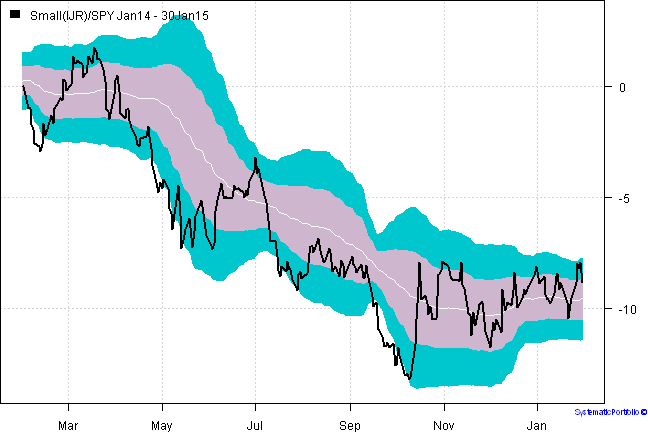 Small(IJR)/SPY Jan14 - 30Jan15
0
-5
-10
Mar May Jul Sep Nov Jan
SystematicPortfolio ©